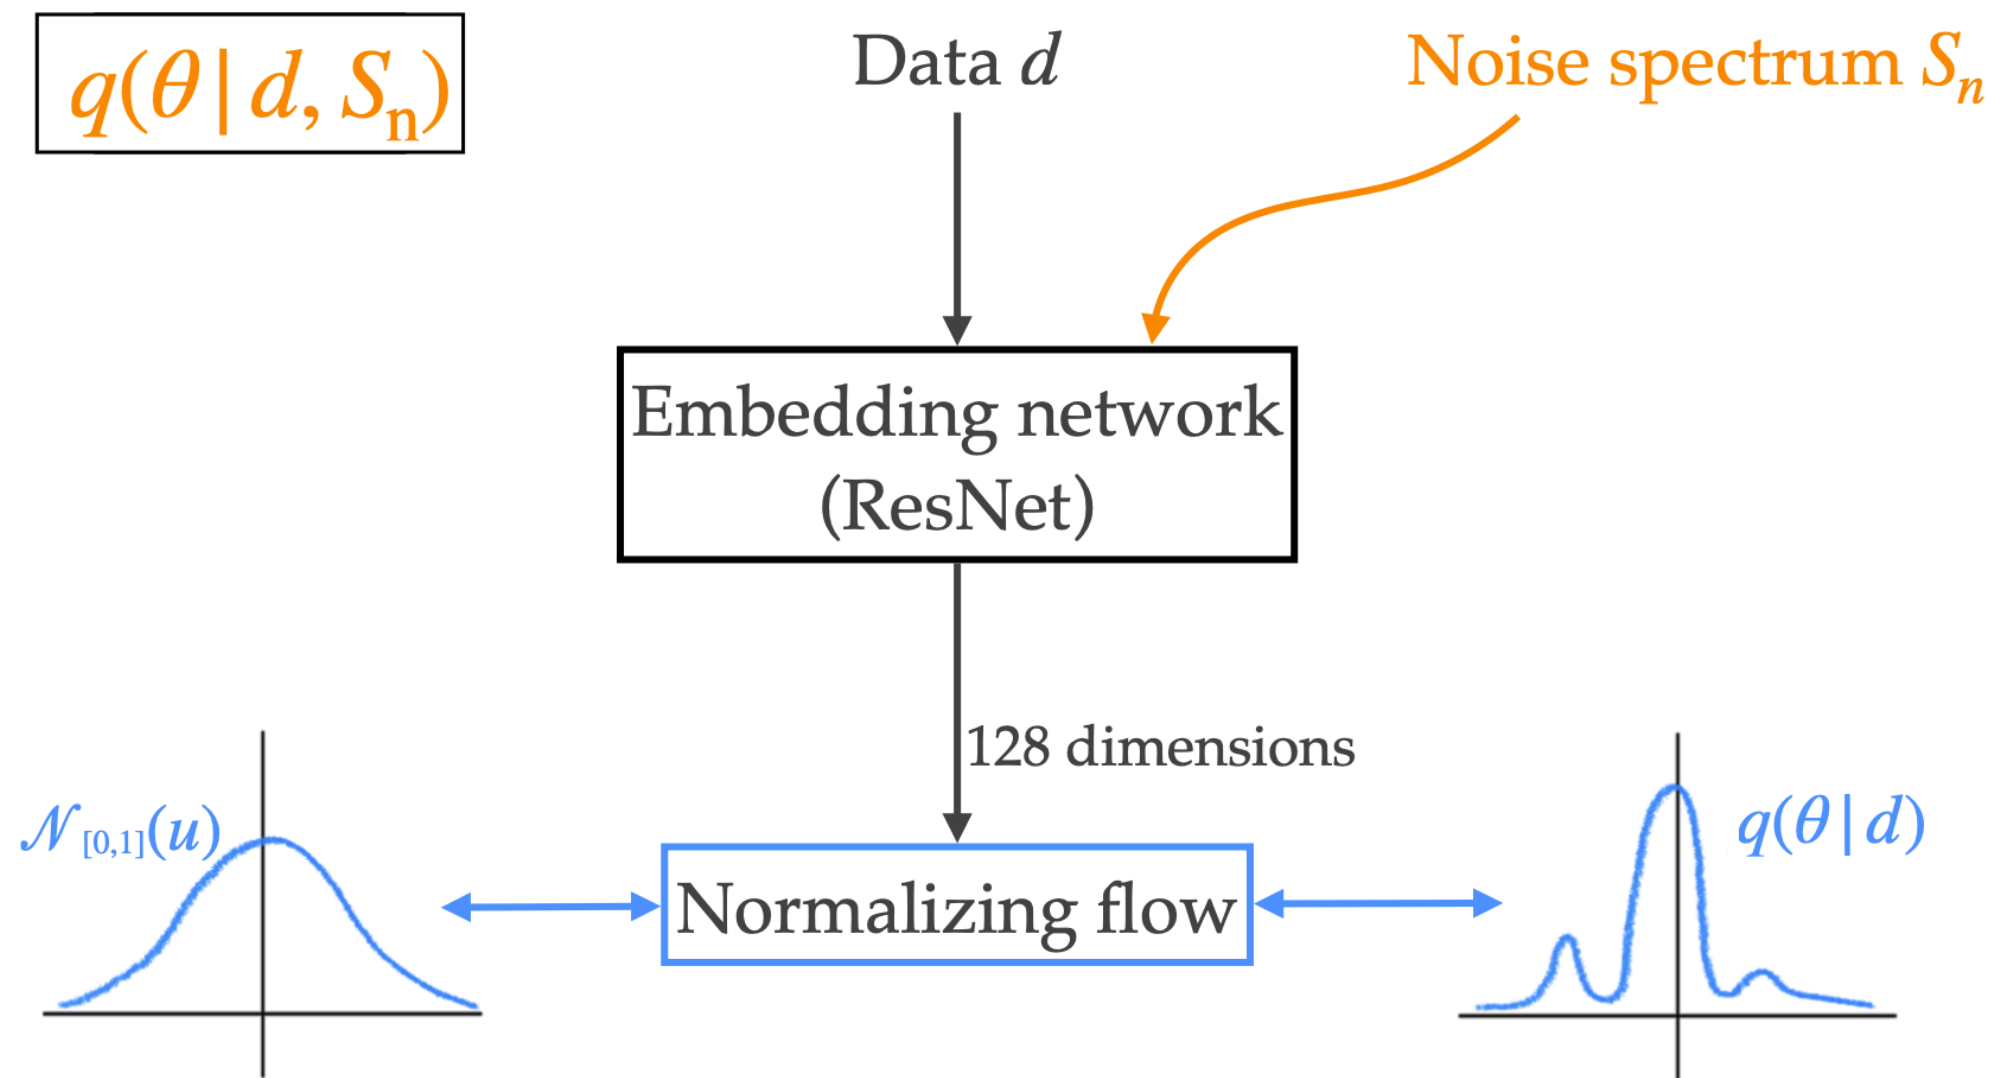 q(θ | d, Sₙ)
Data d
Noise spectrum Sₙ
Embedding network
(ResNet)
128 dimensions
𝒩[0,1](u)
q(θ | d)
Normalizing flow